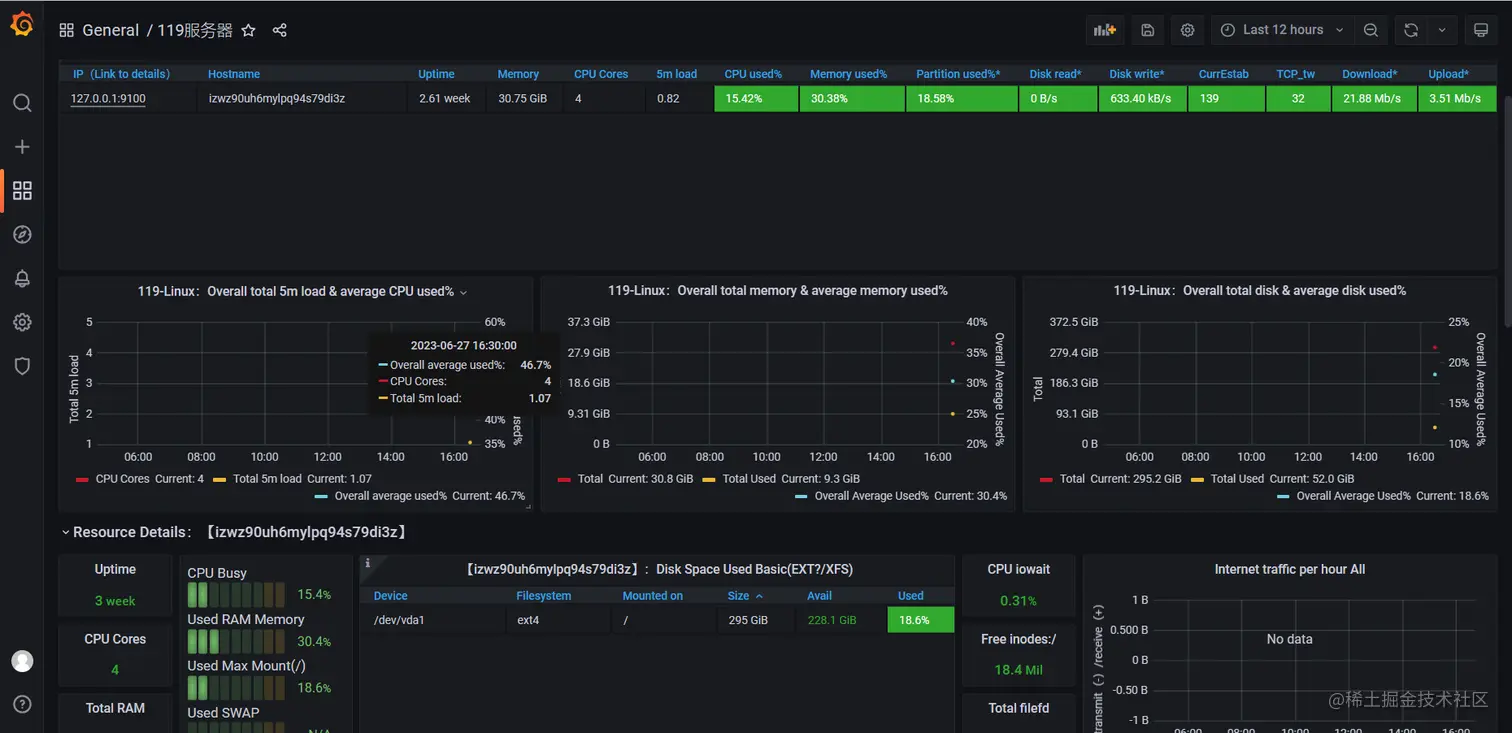 General / 119服务器
Last 12 hours
IP（Link to details） Hostname Uptime Memory CPU Cores 5m load CPU used% Memory used% Partition used%* Disk read* Disk write* CurrEstab TCP_tw Download* Upload*
127.0.0.1:9100 izwz90uh6mylpq94s79di3z 2.61 week 30.75 GiB 4 0.82 15.42% 30.38% 18.58% 0 B/s 633.40 kB/s 139 32 21.88 Mb/s 3.51 Mb/s
119-Linux：Overall total 5m load & average CPU used%
5
4
3
2
1
Total 5m load
60%
40%
35%
used%
2023-06-27 16:30:00
Overall average used%: 46.7%
CPU Cores: 4
Total 5m load: 1.07
06:00 08:00 10:00 12:00 14:00 16:00
CPU Cores Current: 4 Total 5m load Current: 1.07
Overall average used% Current: 46.7%
119-Linux：Overall total memory & average memory used%
37.3 GiB
27.9 GiB
18.6 GiB
9.31 GiB
0 B
40%
35%
30%
25%
20%
Overall Average Used%
06:00 08:00 10:00 12:00 14:00 16:00
Total Current: 30.8 GiB Total Used Current: 9.3 GiB
Overall Average Used% Current: 30.4%
119-Linux：Overall total disk & average disk used%
Total
372.5 GiB
279.4 GiB
186.3 GiB
93.1 GiB
0 B
25%
20%
15%
10%
Overall Average Used%
06:00 08:00 10:00 12:00 14:00 16:00
Total Current: 295.2 GiB Total Used Current: 52.0 GiB
Overall Average Used% Current: 18.6%
Resource Details：【izwz90uh6mylpq94s79di3z】
Uptime
3 week
CPU Cores
4
Total RAM
CPU Busy
15.4%
Used RAM Memory
30.4%
Used Max Mount(/)
18.6%
Used SWAP
N/A
【izwz90uh6mylpq94s79di3z】：Disk Space Used Basic(EXT?/XFS)
Device Filesystem Mounted on Size Avail Used
/dev/vda1 ext4 / 295 GiB 228.1 GiB 18.6%
CPU iowait
0.31%
Free inodes:/
18.4 Mil
Total filefd
Internet traffic per hour All
transmit (-) /receive (+)
1 B
0.500 B
0 B
-0.50 B
-1 B
No data
06:00 08:00 10:00 12:00 14:00 16:00
@稀土掘金技术社区